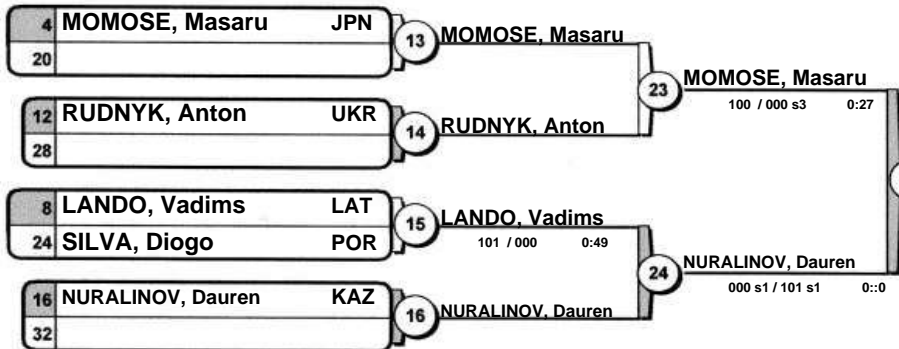 4 MOMOSE, Masaru JPN
20
13 MOMOSE, Masaru
12 RUDNYK, Anton UKR
28
14 RUDNYK, Anton
23 MOMOSE, Masaru
100 / 000 s3 0:27
8 LANDO, Vadims LAT
24 SILVA, Diogo POR
15 LANDO, Vadims
101 / 000 0:49
16 NURALINOV, Dauren KAZ
32
16 NURALINOV, Dauren
24 NURALINOV, Dauren
000 s1 / 101 s1 0::0